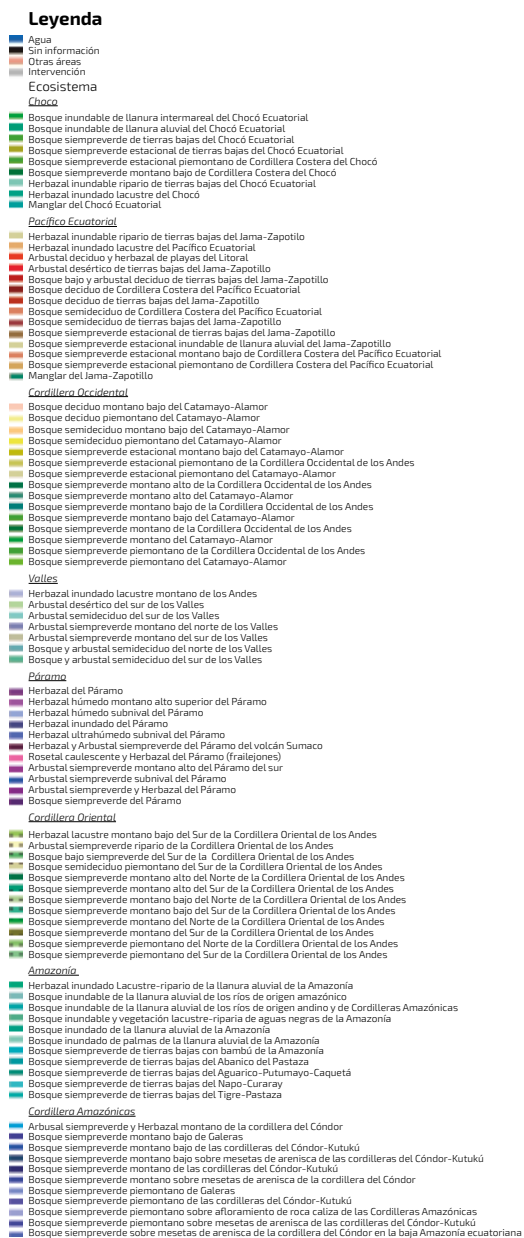 Leyenda
Agua
Sin información
Otras áreas
Intervención
Ecosistema
Choco
Bosque inundable de llanura intermareal del Chocó Ecuatorial
Bosque inundable de llanura aluvial del Chocó Ecuatorial
Bosque siempreverde de tierras bajas del Chocó Ecuatorial
Bosque siempreverde estacional de tierras bajas del Chocó Ecuatorial
Bosque siempreverde estacional piemontano de Cordillera Costera del Chocó
Bosque siempreverde montano bajo de Cordillera Costera del Chocó
Herbazal inundable ripario de tierras bajas del Chocó Ecuatorial
Herbazal inundado lacustre del Chocó
Manglar del Chocó Ecuatorial
Pacífico Ecuatorial
Herbazal inundable ripario de tierras bajas del Jama-Zapotilo
Herbazal inundado lacustre del Pacífico Ecuatorial
Arbustal deciduo y herbazal de playas del Litoral
Arbustal desértico de tierras bajas del Jama-Zapotillo
Bosque bajo y arbustal deciduo de tierras bajas del Jama-Zapotillo
Bosque deciduo de Cordillera Costera del Pacífico Ecuatorial
Bosque deciduo de tierras bajas del Jama-Zapotillo
Bosque semideciduo de Cordillera Costera del Pacífico Ecuatorial
Bosque semideciduo de tierras bajas del Jama-Zapotillo
Bosque siempreverde estacional de tierras bajas del Jama-Zapotillo
Bosque siempreverde estacional inundable de llanura aluvial del Jama-Zapotillo
Bosque siempreverde estacional montano bajo de Cordillera Costera del Pacífico Ecuatorial
Bosque siempreverde estacional piemontano de Cordillera Costera del Pacífico Ecuatorial
Manglar del Jama-Zapotillo
Cordillera Occidental
Bosque deciduo montano bajo del Catamayo-Alamor
Bosque deciduo piemontano del Catamayo-Alamor
Bosque semideciduo montano bajo del Catamayo-Alamor
Bosque semideciduo piemontano del Catamayo-Alamor
Bosque siempreverde estacional montano bajo del Catamayo-Alamor
Bosque siempreverde estacional piemontano de la Cordillera Occidental de los Andes
Bosque siempreverde estacional piemontano del Catamayo-Alamor
Bosque siempreverde montano alto de la Cordillera Occidental de los Andes
Bosque siempreverde montano alto del Catamayo-Alamor
Bosque siempreverde montano bajo de la Cordillera Occidental de los Andes
Bosque siempreverde montano bajo del Catamayo-Alamor
Bosque siempreverde montano de la Cordillera Occidental de los Andes
Bosque siempreverde montano del Catamayo-Alamor
Bosque siempreverde piemontano de la Cordillera Occidental de los Andes
Bosque siempreverde piemontano del Catamayo-Alamor
Valles
Herbazal inundado lacustre montano de los Andes
Arbustal desértico del sur de los Valles
Arbustal semideciduo del sur de los Valles
Arbustal siempreverde montano del norte de los Valles
Arbustal siempreverde montano del sur de los Valles
Bosque y arbustal semideciduo del norte de los Valles
Bosque y arbustal semideciduo del sur de los Valles
Páramo
Herbazal del Páramo
Herbazal húmedo montano alto superior del Páramo
Herbazal húmedo subnival del Páramo
Herbazal inundado del Páramo
Herbazal ultrahúmedo subnival del Páramo
Herbazal y Arbustal siempreverde del Páramo del volcán Sumaco
Rosetal caulescente y Herbazal del Páramo (frailejones)
Arbustal siempreverde montano alto del Páramo del sur
Arbustal siempreverde subnival del Páramo
Arbustal siempreverde y Herbazal del Páramo
Bosque siempreverde del Páramo
Cordillera Oriental
Herbazal lacustre montano bajo del Sur de la Cordillera Oriental de los Andes
Arbustal siempreverde ripario de la Cordillera Oriental de los Andes
Bosque bajo siempreverde del Sur de la Cordillera Oriental de los Andes
Bosque semideciduo piemontano del Sur de la Cordillera Oriental de los Andes
Bosque siempreverde montano alto del Norte de la Cordillera Oriental de los Andes
Bosque siempreverde montano alto del Sur de la Cordillera Oriental de los Andes
Bosque siempreverde montano bajo del Norte de la Cordillera Oriental de los Andes
Bosque siempreverde montano bajo del Sur de la Cordillera Oriental de los Andes
Bosque siempreverde montano del Norte de la Cordillera Oriental de los Andes
Bosque siempreverde montano del Sur de la Cordillera Oriental de los Andes
Bosque siempreverde piemontano del Norte de la Cordillera Oriental de los Andes
Bosque siempreverde piemontano del Sur de la Cordillera Oriental de los Andes
Amazonía
Herbazal inundado Lacustre-ripario de la llanura aluvial de la Amazonía
Bosque inundable de la llanura aluvial de los ríos de origen amazónico
Bosque inundable de la llanura aluvial de los ríos de origen andino y de Cordilleras Amazónicas
Bosque inundable y vegetación lacustre-riparia de aguas negras de la Amazonía
Bosque inundado de la llanura aluvial de la Amazonía
Bosque inundado de palmas de la llanura aluvial de la Amazonía
Bosque siempreverde de tierras bajas con bambú de la Amazonía
Bosque siempreverde de tierras bajas del Abanico del Pastaza
Bosque siempreverde de tierras bajas del Aguarico-Putumayo-Caquetá
Bosque siempreverde de tierras bajas del Napo-Curaray
Bosque siempreverde de tierras bajas del Tigre-Pastaza
Cordillera Amazónicas
Arbusal siempreverde y Herbazal montano de la cordillera del Cóndor
Bosque siempreverde montano bajo de Galeras
Bosque siempreverde montano bajo de las cordilleras del Cóndor-Kutukú
Bosque siempreverde montano bajo sobre mesetas de arenisca de las cordilleras del Cóndor-Kutukú
Bosque siempreverde montano de las cordilleras del Cóndor-Kutukú
Bosque siempreverde montano sobre mesetas de arenisca de la cordillera del Cóndor
Bosque siempreverde piemontano de Galeras
Bosque siempreverde piemontano de las cordilleras del Cóndor-Kutukú
Bosque siempreverde piemontano sobre afloramiento de roca caliza de las Cordilleras Amazónicas
Bosque siempreverde piemontano sobre mesetas de arenisca de las cordilleras del Cóndor-Kutukú
Bosque siempreverde sobre mesetas de arenisca de la cordillera del Cóndor en la baja Amazonía ecuatoriana